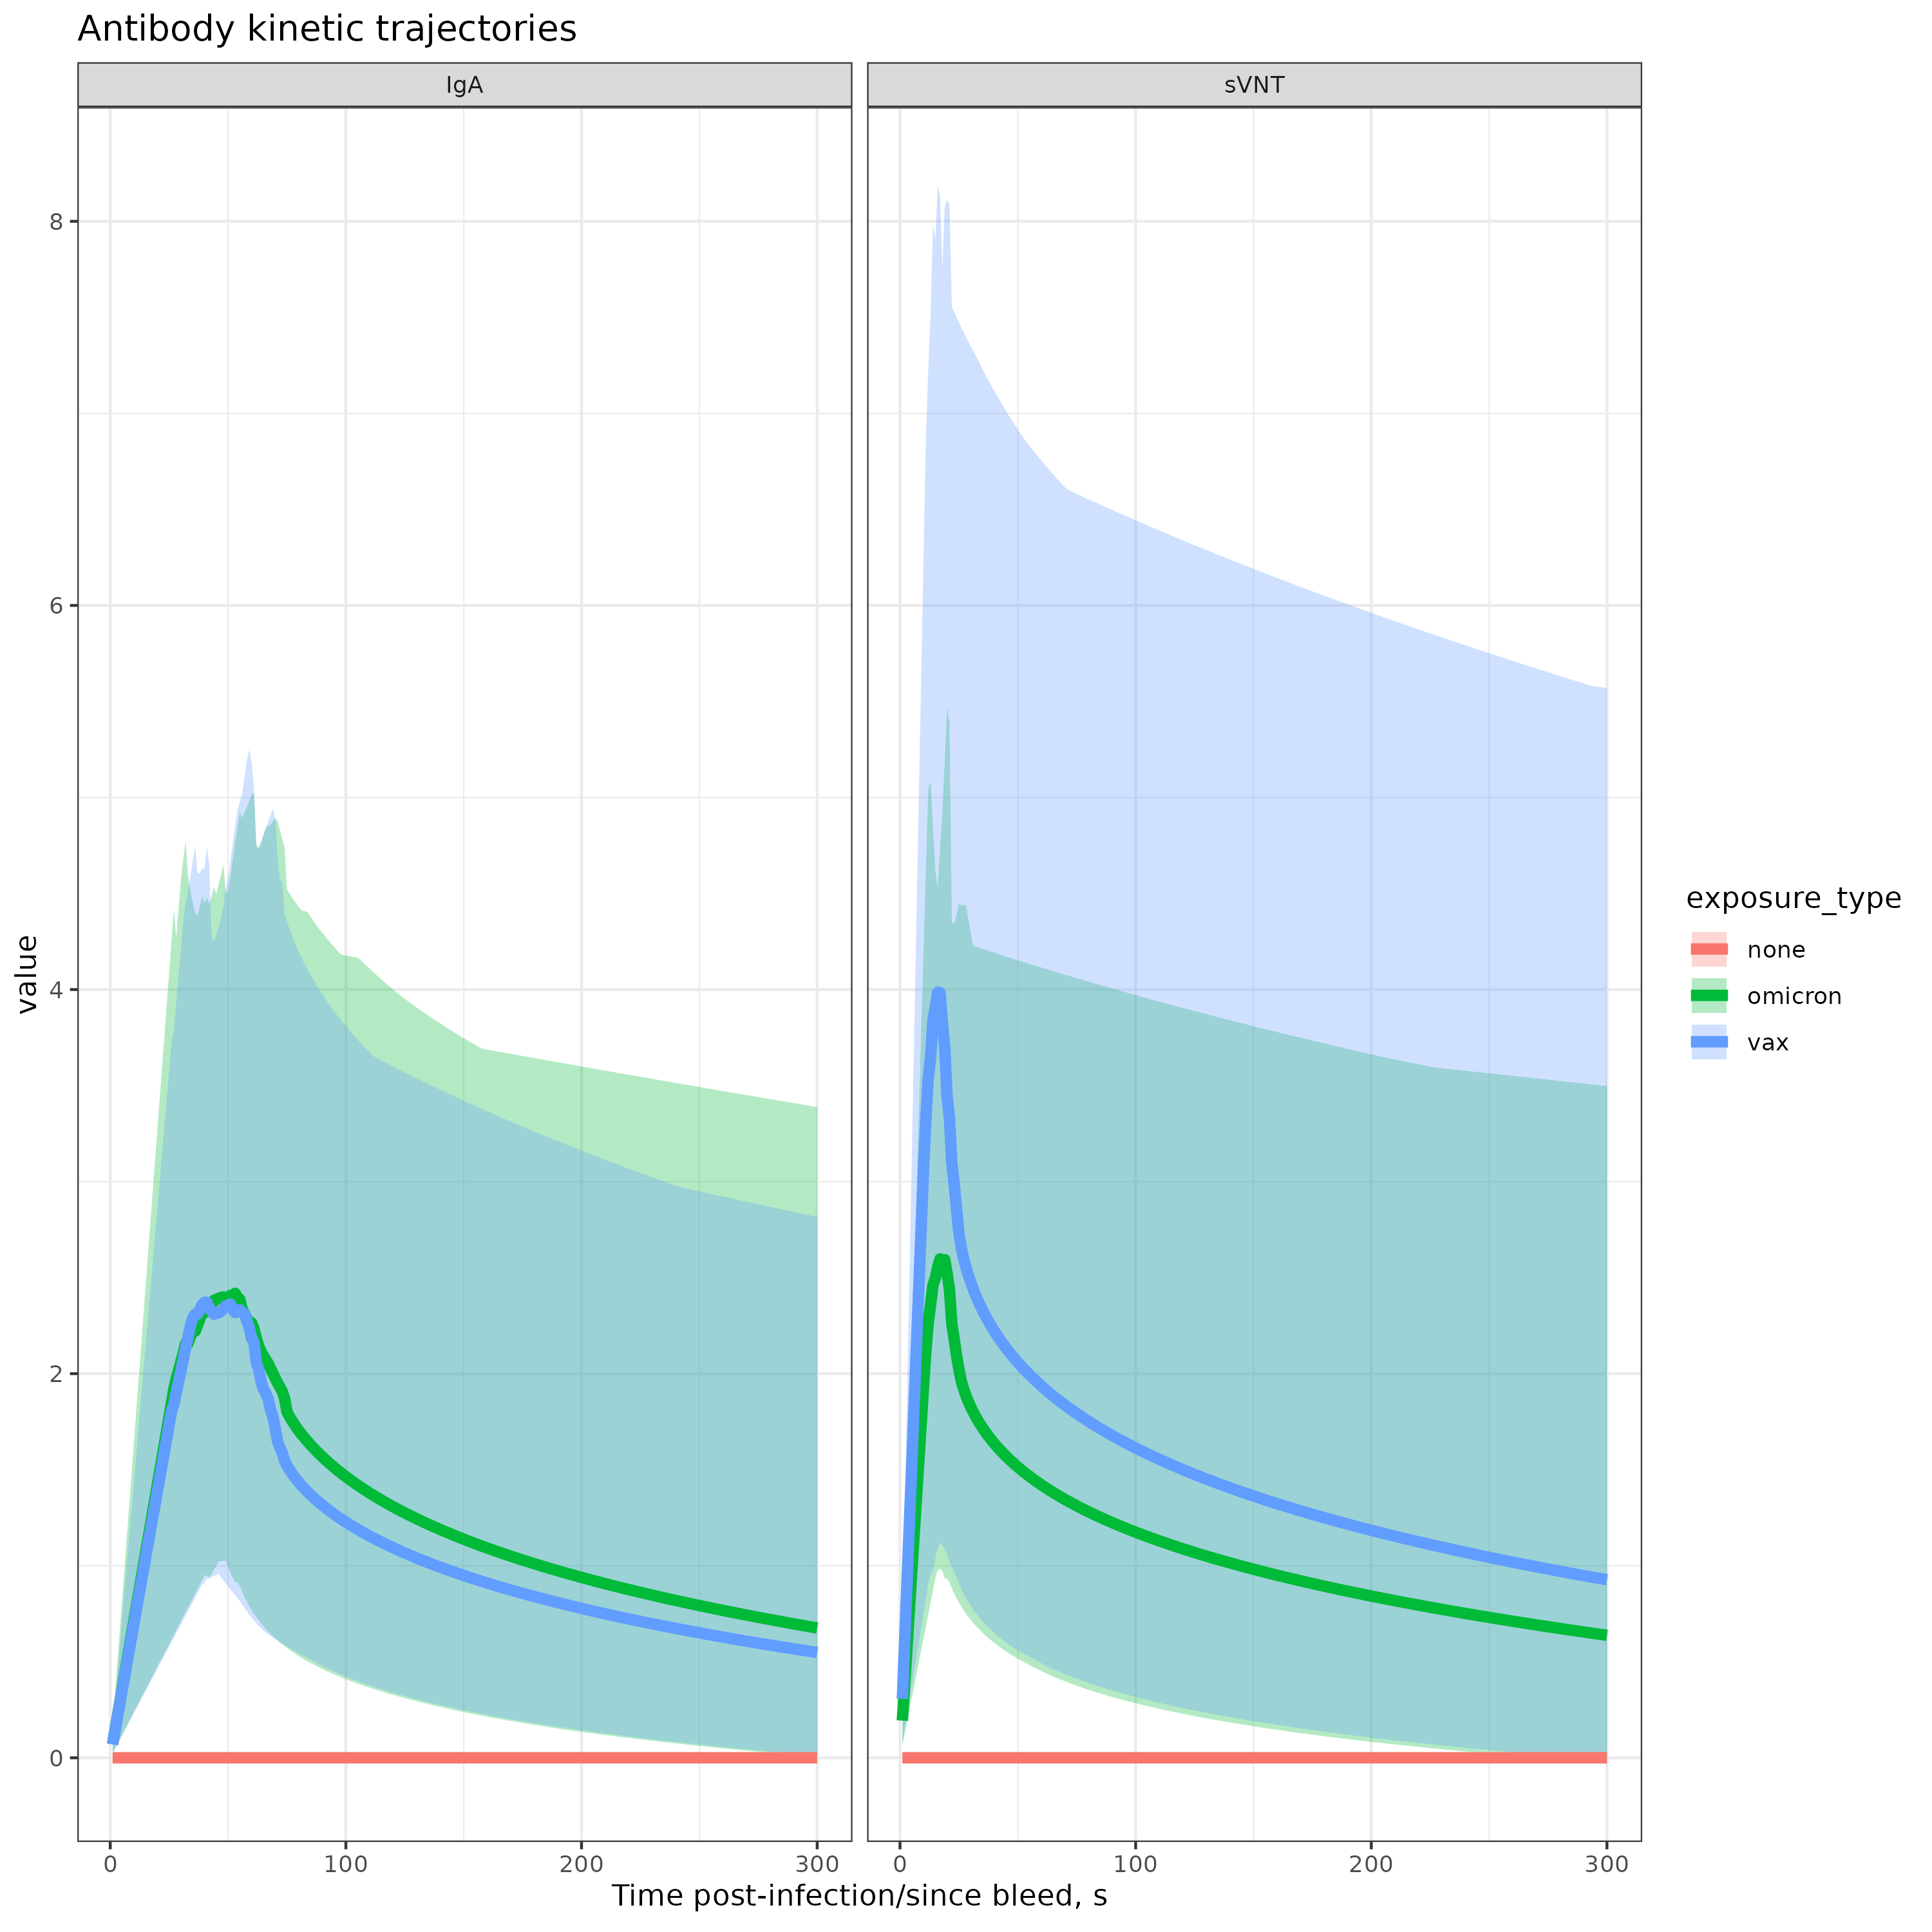 Antibody kinetic trajectories
IgA
sVNT
8
6
4
2
0
value
0 100 200 300
0 100 200 300
Time post-infection/since bleed, s
exposure_type
none
omicron
vax